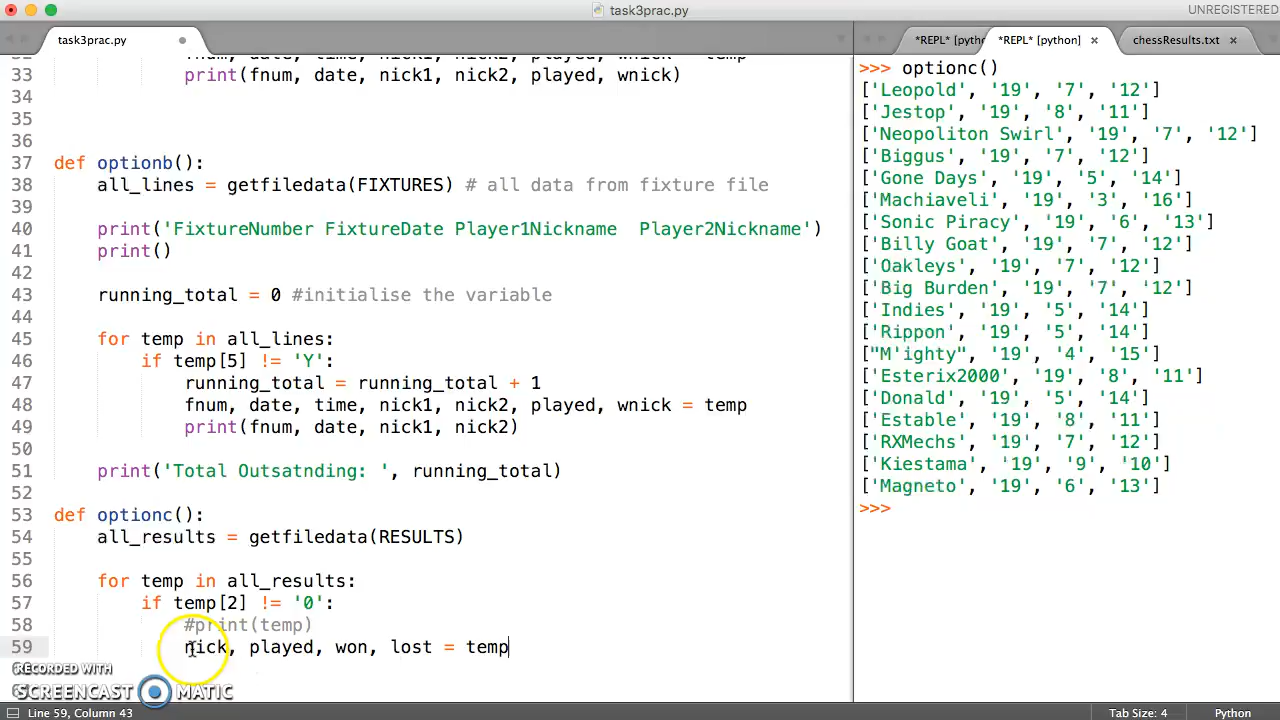 task3prac.py
UNREGISTERED
task3prac.py
*REPL* [pyth
*REPL* [python]
chessResults.txt
33 print(fnum, date, nick1, nick2, played, wnick)
34
35
36
37 def optionb():
38 all_lines = getfiledata(FIXTURES) # all data from fixture file
39
40 print('FixtureNumber FixtureDate Player1Nickname  Player2Nickname')
41 print()
42
43 running_total = 0 #initialise the variable
44
45 for temp in all_lines:
46 if temp[5] != 'Y':
47 running_total = running_total + 1
48 fnum, date, time, nick1, nick2, played, wnick = temp
49 print(fnum, date, nick1, nick2)
50
51 print('Total Outsatnding: ', running_total)
52
53 def optionc():
54 all_results = getfiledata(RESULTS)
55
56 for temp in all_results:
57 if temp[2] != '0':
58 #print(temp)
59 nick, played, won, lost = temp
>>> optionc()
['Leopold', '19', '7', '12']
['Jestop', '19', '8', '11']
['Neopoliton Swirl', '19', '7', '12']
['Biggus', '19', '7', '12']
['Gone Days', '19', '5', '14']
['Machiaveli', '19', '3', '16']
['Sonic Piracy', '19', '6', '13']
['Billy Goat', '19', '7', '12']
['Oakleys', '19', '7', '12']
['Big Burden', '19', '7', '12']
['Indies', '19', '5', '14']
['Rippon', '19', '5', '14']
["M'ighty", '19', '4', '15']
['Esterix2000', '19', '8', '11']
['Donald', '19', '5', '14']
['Estable', '19', '8', '11']
['RXMechs', '19', '7', '12']
['Kiestama', '19', '9', '10']
['Magneto', '19', '6', '13']
>>>
RECORDED WITH
SCREENCAST MATIC
Line 59, Column 43
Tab Size: 4
Python